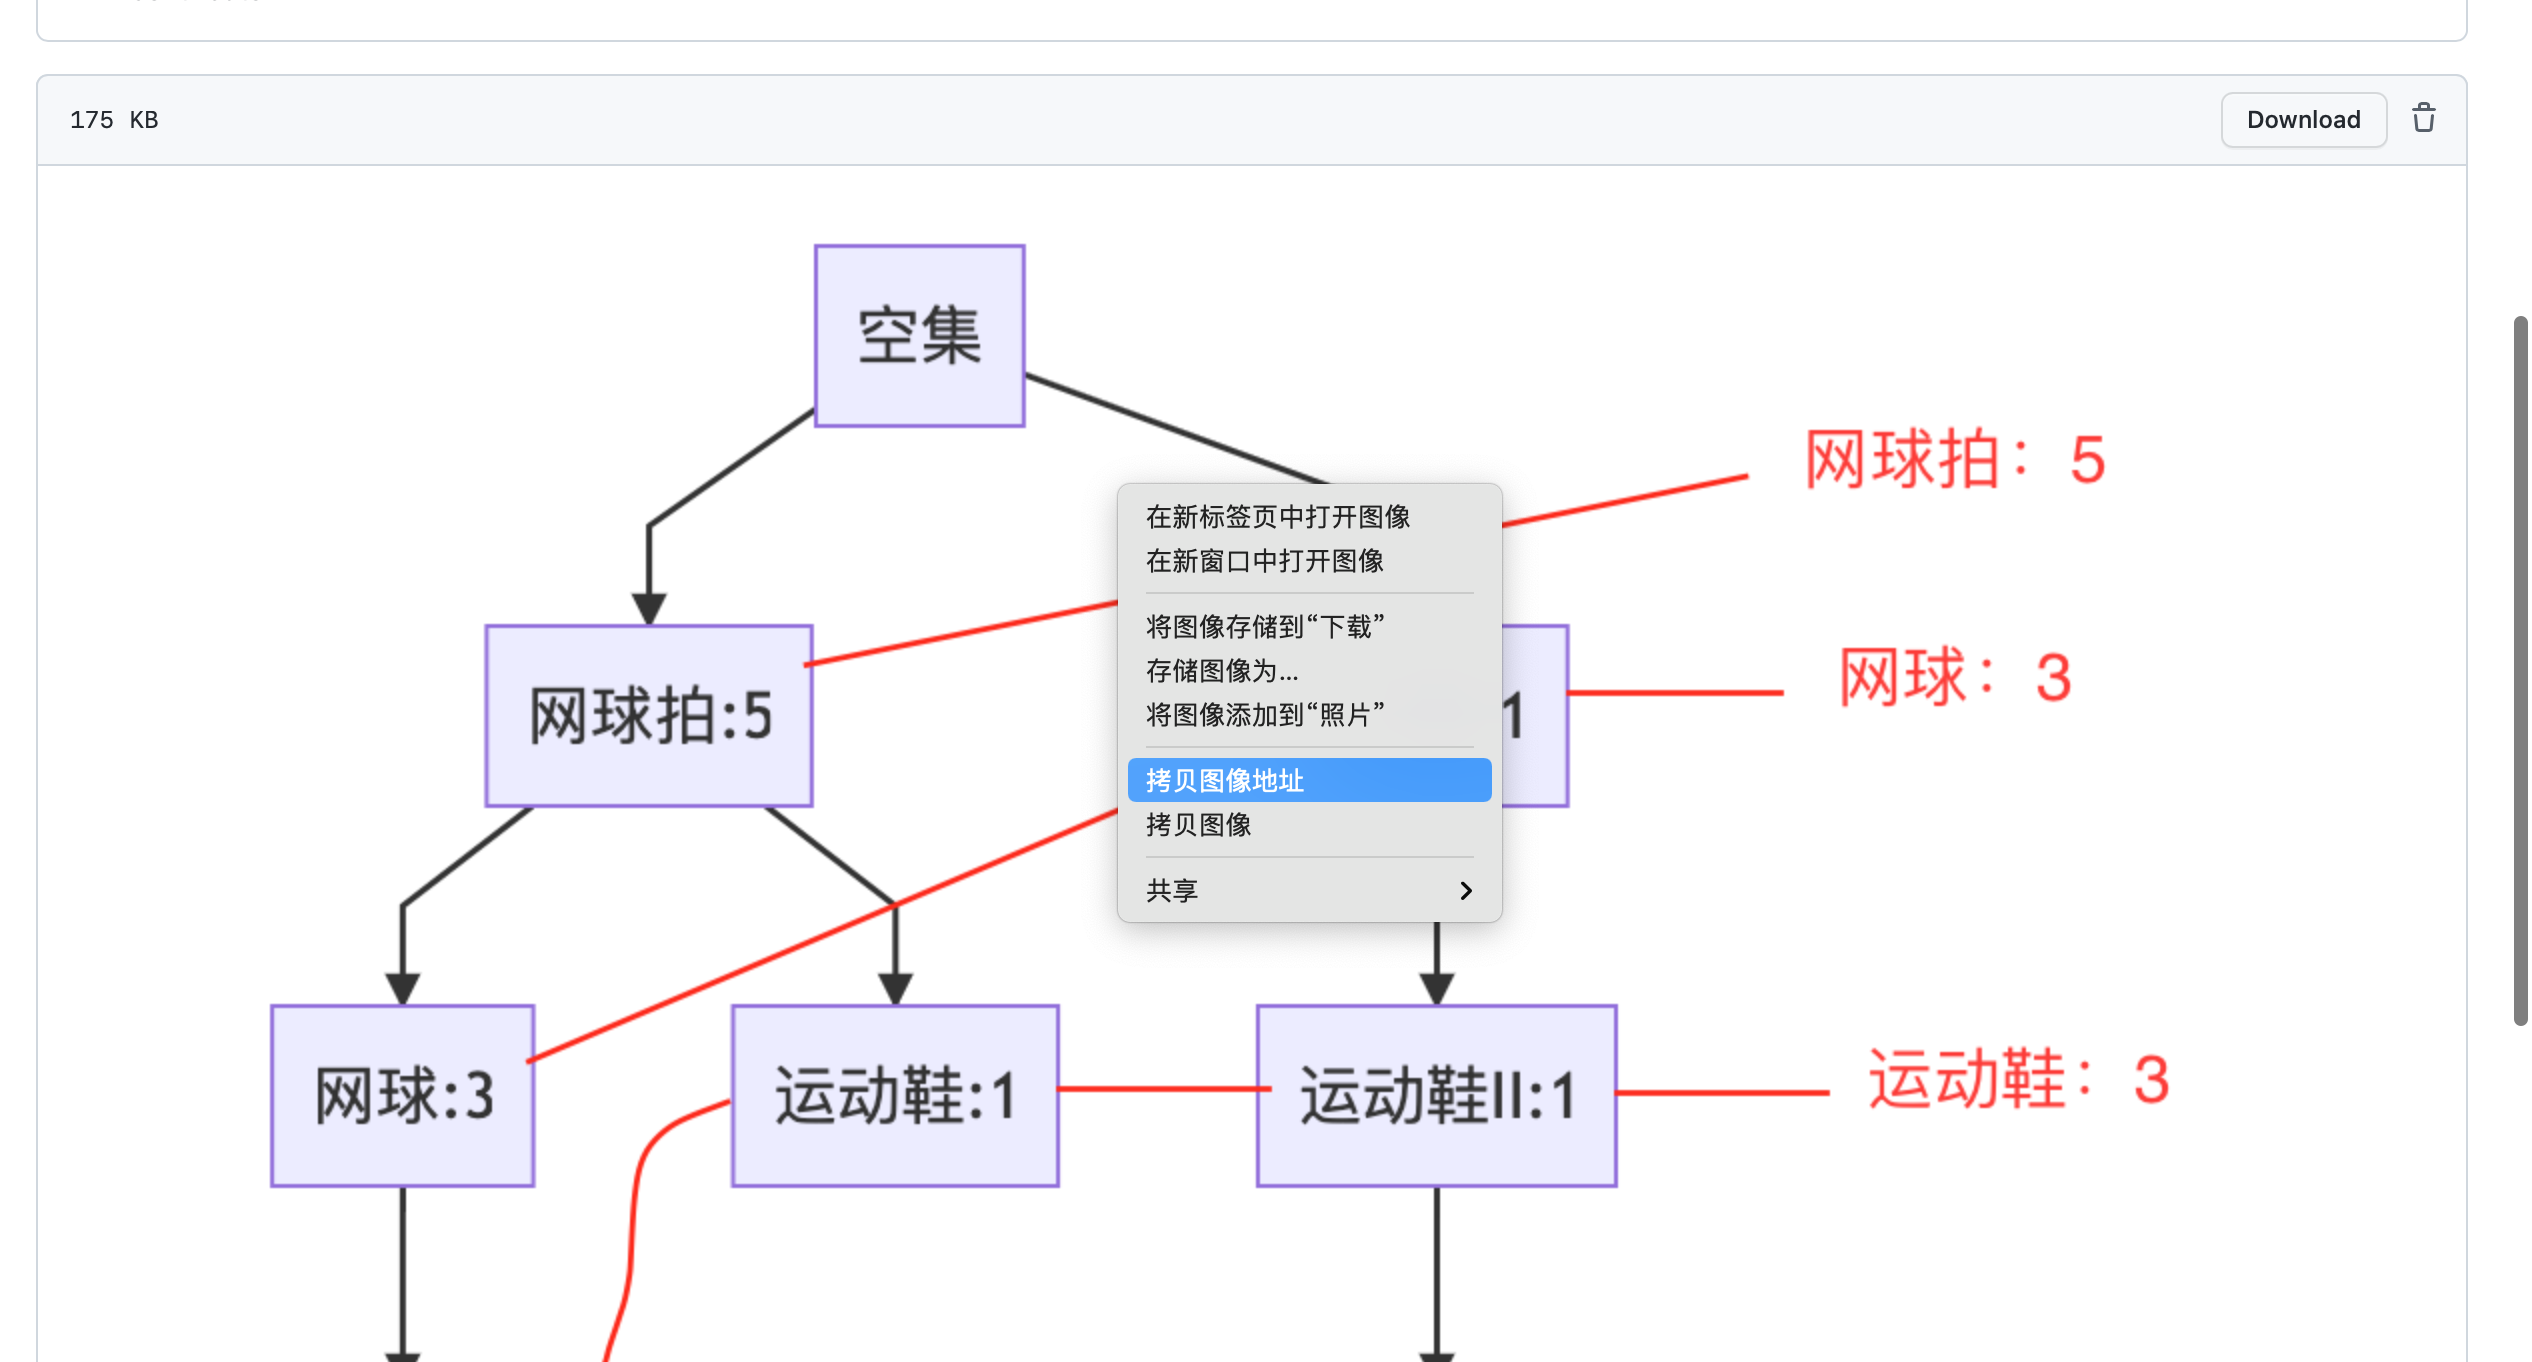 175 KB
Download
空集
网球拍：5
在新标签页中打开图像
在新窗口中打开图像
将图像存储到“下载”
存储图像为...
将图像添加到“照片”
拷贝图像地址
拷贝图像
共享
网球拍:5
1
网球：3
网球:3
运动鞋:1
运动鞋II:1
运动鞋：3